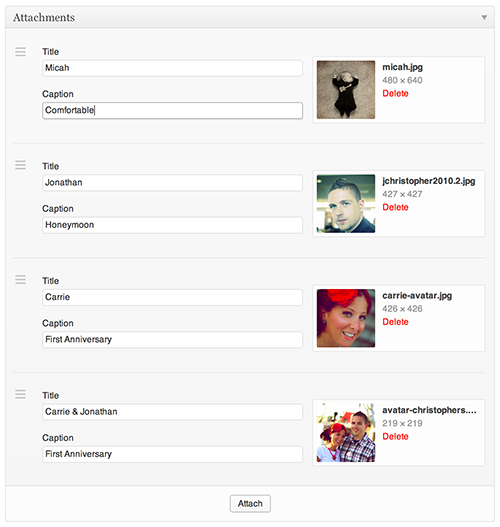 Attachments
Title
Micah
Caption
Comfortable
micah.jpg
480 × 640
Delete
Title
Jonathan
Caption
Honeymoon
jchristopher2010.2.jpg
427 × 427
Delete
Title
Carrie
Caption
First Anniversary
carrie-avatar.jpg
426 × 426
Delete
Title
Carrie & Jonathan
Caption
First Anniversary
avatar-christophers....
219 × 219
Delete
Attach